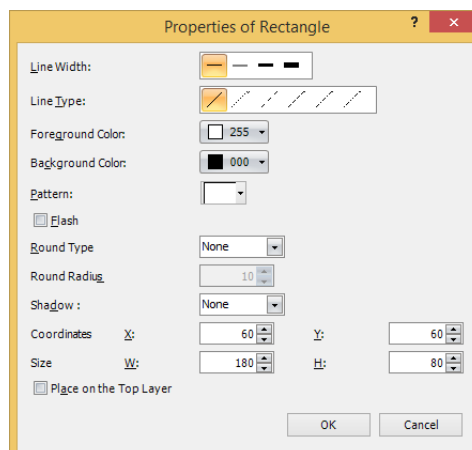 Properties of Rectangle ? ×
Line Width:
Line Type:
Foreground Color: 255
Background Color: 000
Pattern:
Flash
Round Type None
Round Radius 10
Shadow : None
Coordinates X: 60 Y: 60
Size W: 180 H: 80
Place on the Top Layer
OK Cancel